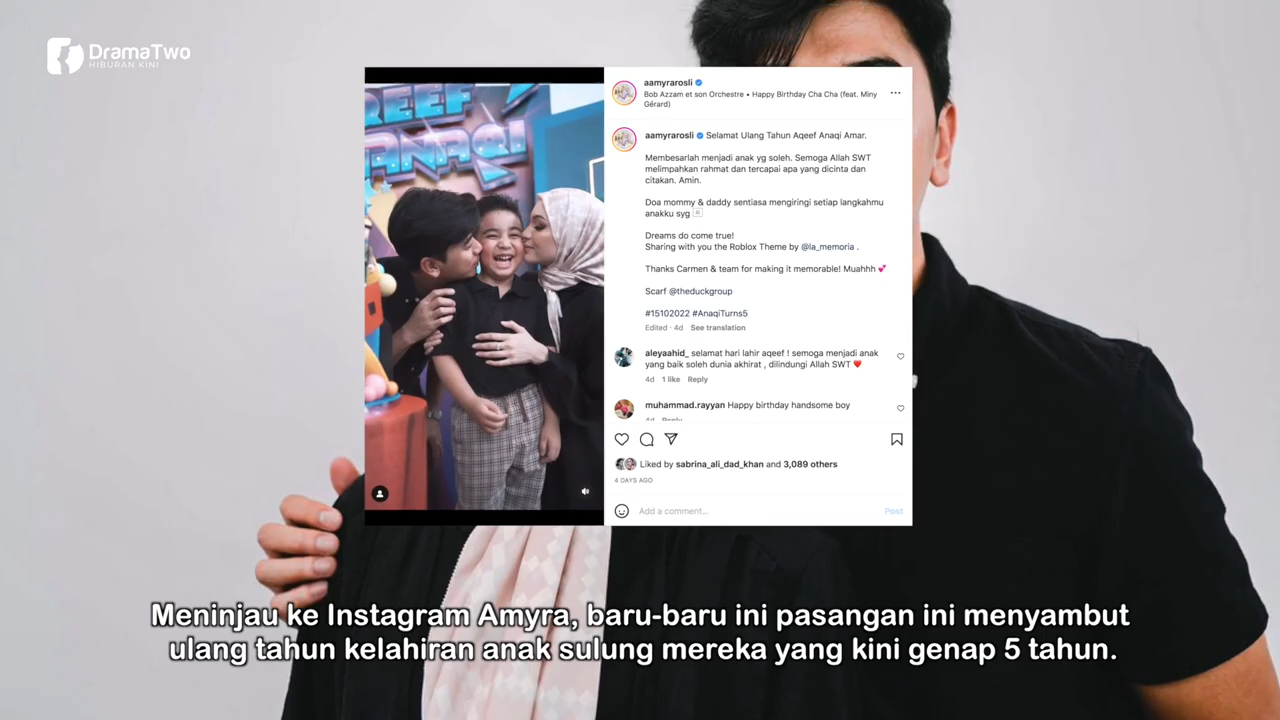 DramaTwo
HIBURAN KINI
REEF
ANAQI
aamyrarosli
Bob Azzam et son Orchestre • Happy Birthday Cha Cha (feat. Miny
Gérard)
aamyrarosli Selamat Ulang Tahun Aqeef Anaqi Amar.
Membesarlah menjadi anak yg soleh. Semoga Allah SWT
melimpahkan rahmat dan tercapai apa yang dicinta dan
citakan. Amin.
Doa mommy & daddy sentiasa mengiringi setiap langkahmu
anakku syg
Dreams do come true!
Sharing with you the Roblox Theme by @la_memoria .
Thanks Carmen & team for making it memorable! Muahhh 💕
Scarf @theduckgroup
#15102022 #AnaqiTurns5
Edited · 4d See translation
aleyaahid_ selamat hari lahir aqeef ! semoga menjadi anak
yang baik soleh dunia akhirat , dilindungi Allah SWT ❤️
4d 1 like Reply
muhammad.rayyan Happy birthday handsome boy
4d Reply
Liked by sabrina_ali_dad_khan and 3,089 others
4 DAYS AGO
Add a comment...
Post
Meninjau ke Instagram Amyra, baru-baru ini pasangan ini menyambut
ulang tahun kelahiran anak sulung mereka yang kini genap 5 tahun.